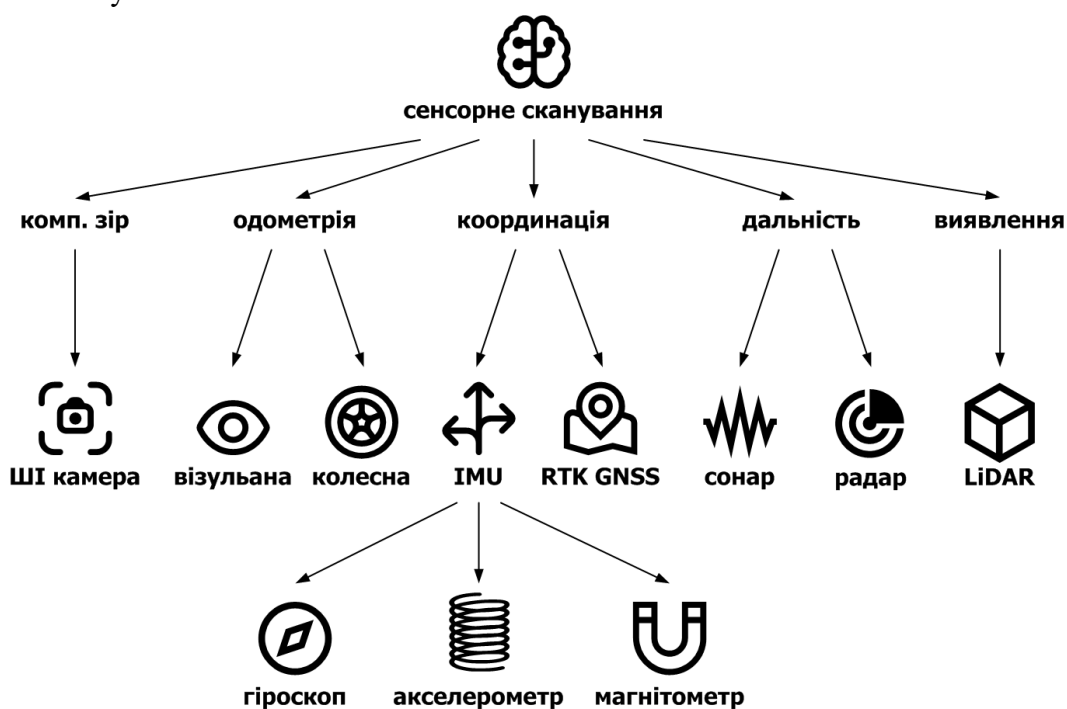 сенсорне сканування
комп. зір одометрія координація дальність виявлення
ШІ камера візульана колесна IMU RTK GNSS сонар радар LiDAR
гіроскоп акселерометр магнітометр